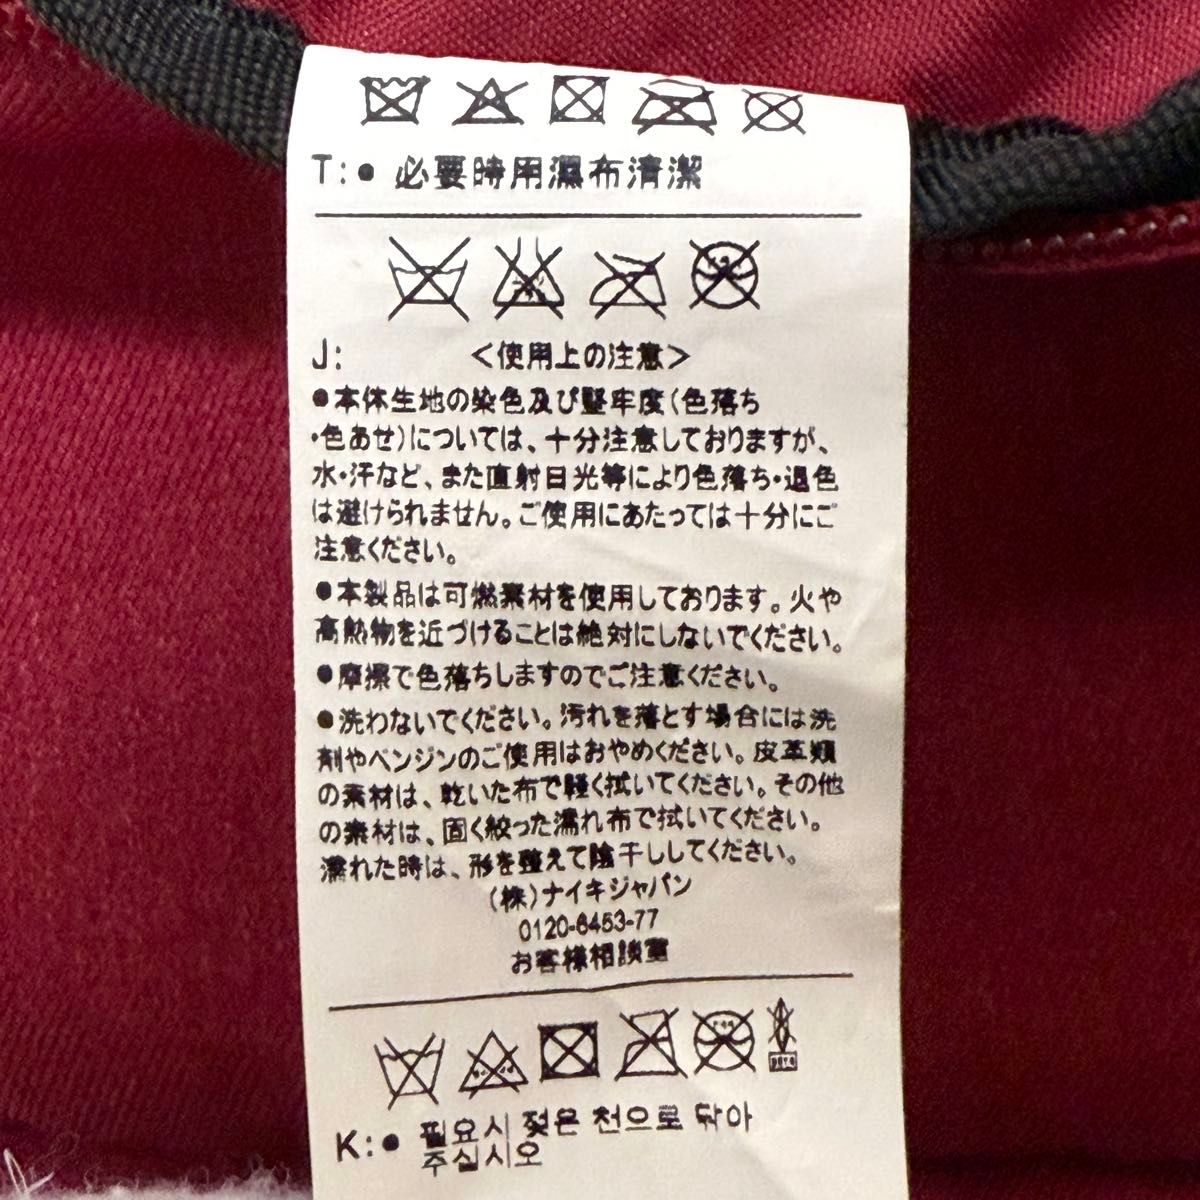 T:● 必要時用濕布清潔
J: <使用上の注意>
●本体生地の染色及び堅牢度(色落ち
・色あせ)については、十分注意しておりますが、
水・汗など、また直射日光等により色落ち・退色
は避けられません。ご使用にあたっては十分にご
注意ください。
●本製品は可燃素材を使用しております。火や
高熱物を近づけることは絶対にしないでください。
●摩擦で色落ちしますのでご注意ください。
●洗わないでください。汚れを落とす場合には洗
剤やベンジンのご使用はおやめください。皮革類
の素材は、乾いた布で軽く拭いてください。その他
の素材は、固く絞った濡れ布で拭いてください。
濡れた時は、形を整えて陰干ししてください。
(株)ナイキジャパン
0120-6453-77
お客様相談室
K:● 필요시 젖은 천으로 닦아
주십시오